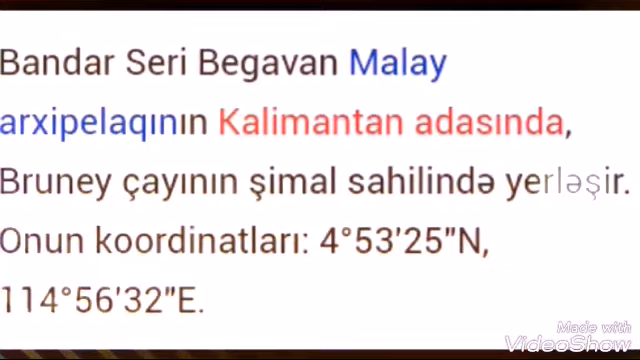 Bandar Seri Begavan Malay
arxipelaqının Kalimantan adasında,
Bruney çayının şimal sahilində yerləşir.
Onun koordinatları: 4°53'25"N,
114°56'32"E.
Made with
VideoShow